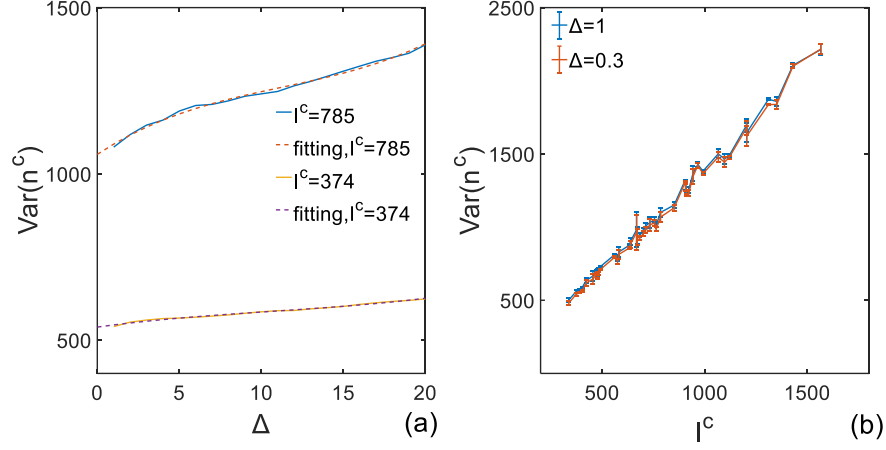 1500
1000
500
Var(n^c)
0
5
10
15
20
Δ
(a)
I^c=785
fitting,I^c=785
I^c=374
fitting,I^c=374
2500
1500
500
Var(n^c)
500
1000
1500
I^c
(b)
Δ=1
Δ=0.3